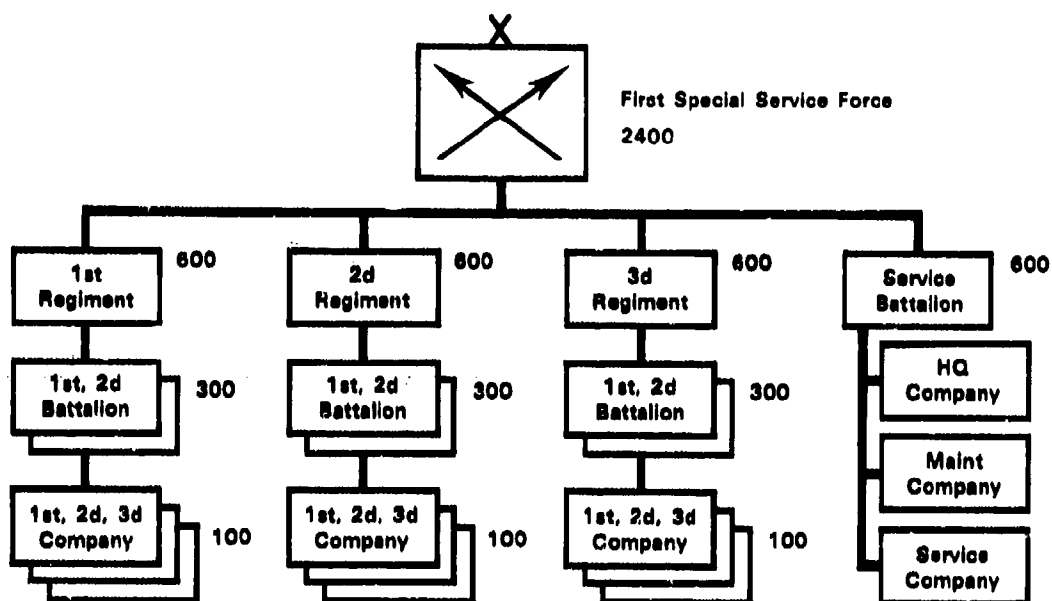 X
First Special Service Force
2400
1st
Regiment
600
2d
Regiment
600
3d
Regiment
600
Service
Battalion
600
1st, 2d
Battalion
300
1st, 2d
Battalion
300
1st, 2d
Battalion
300
HQ
Company
Maint
Company
Service
Company
1st, 2d, 3d
Company
100
1st, 2d, 3d
Company
100
1st, 2d, 3d
Company
100